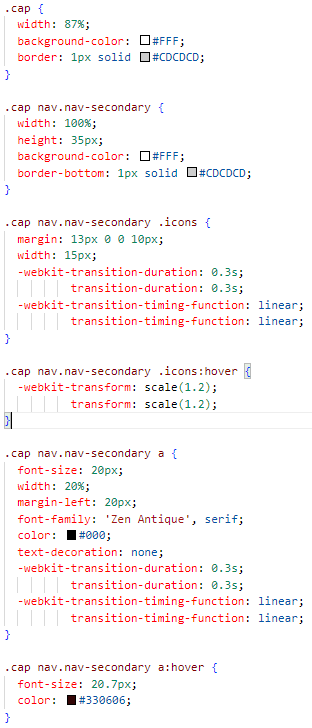 .cap {
  width: 87%;
  background-color: #FFF;
  border: 1px solid #CDCDCD;
}

.cap nav.nav-secondary {
  width: 100%;
  height: 35px;
  background-color: #FFF;
  border-bottom: 1px solid #CDCDCD;
}

.cap nav.nav-secondary .icons {
  margin: 13px 0 0 10px;
  width: 15px;
  -webkit-transition-duration: 0.3s;
          transition-duration: 0.3s;
  -webkit-transition-timing-function: linear;
          transition-timing-function: linear;
}

.cap nav.nav-secondary .icons:hover {
  -webkit-transform: scale(1.2);
          transform: scale(1.2);
}

.cap nav.nav-secondary a {
  font-size: 20px;
  width: 20%;
  margin-left: 20px;
  font-family: 'Zen Antique', serif;
  color: #000;
  text-decoration: none;
  -webkit-transition-duration: 0.3s;
          transition-duration: 0.3s;
  -webkit-transition-timing-function: linear;
          transition-timing-function: linear;
}

.cap nav.nav-secondary a:hover {
  font-size: 20.7px;
  color: #330606;
}